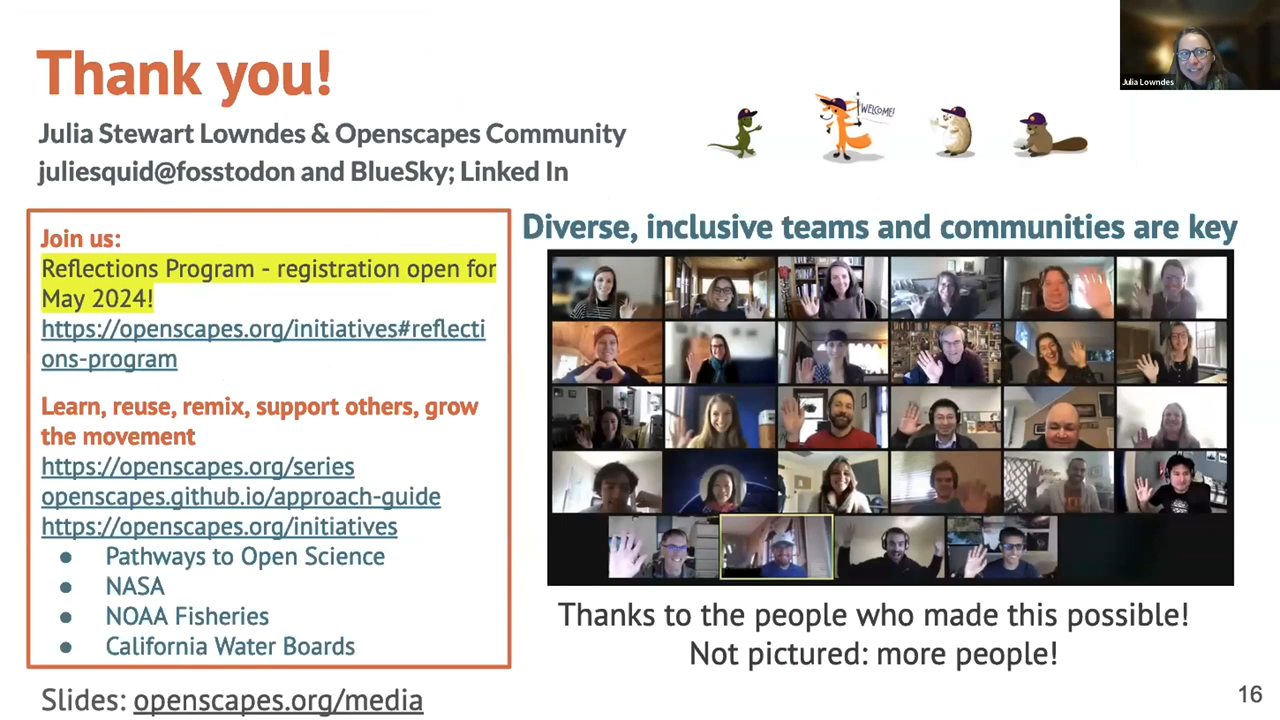 Thank you!
Julia Lowndes
WELCOME!
Julia Stewart Lowndes & Openscapes Community
juliesquid@fosstodon and BlueSky; Linked In
Join us:
Reflections Program - registration open for
May 2024!
https://openscapes.org/initiatives#reflecti
ons-program
Learn, reuse, remix, support others, grow
the movement
https://openscapes.org/series
openscapes.github.io/approach-guide
https://openscapes.org/initiatives
● Pathways to Open Science
● NASA
● NOAA Fisheries
● California Water Boards
Slides: openscapes.org/media
Diverse, inclusive teams and communities are key
Thanks to the people who made this possible!
Not pictured: more people!
16